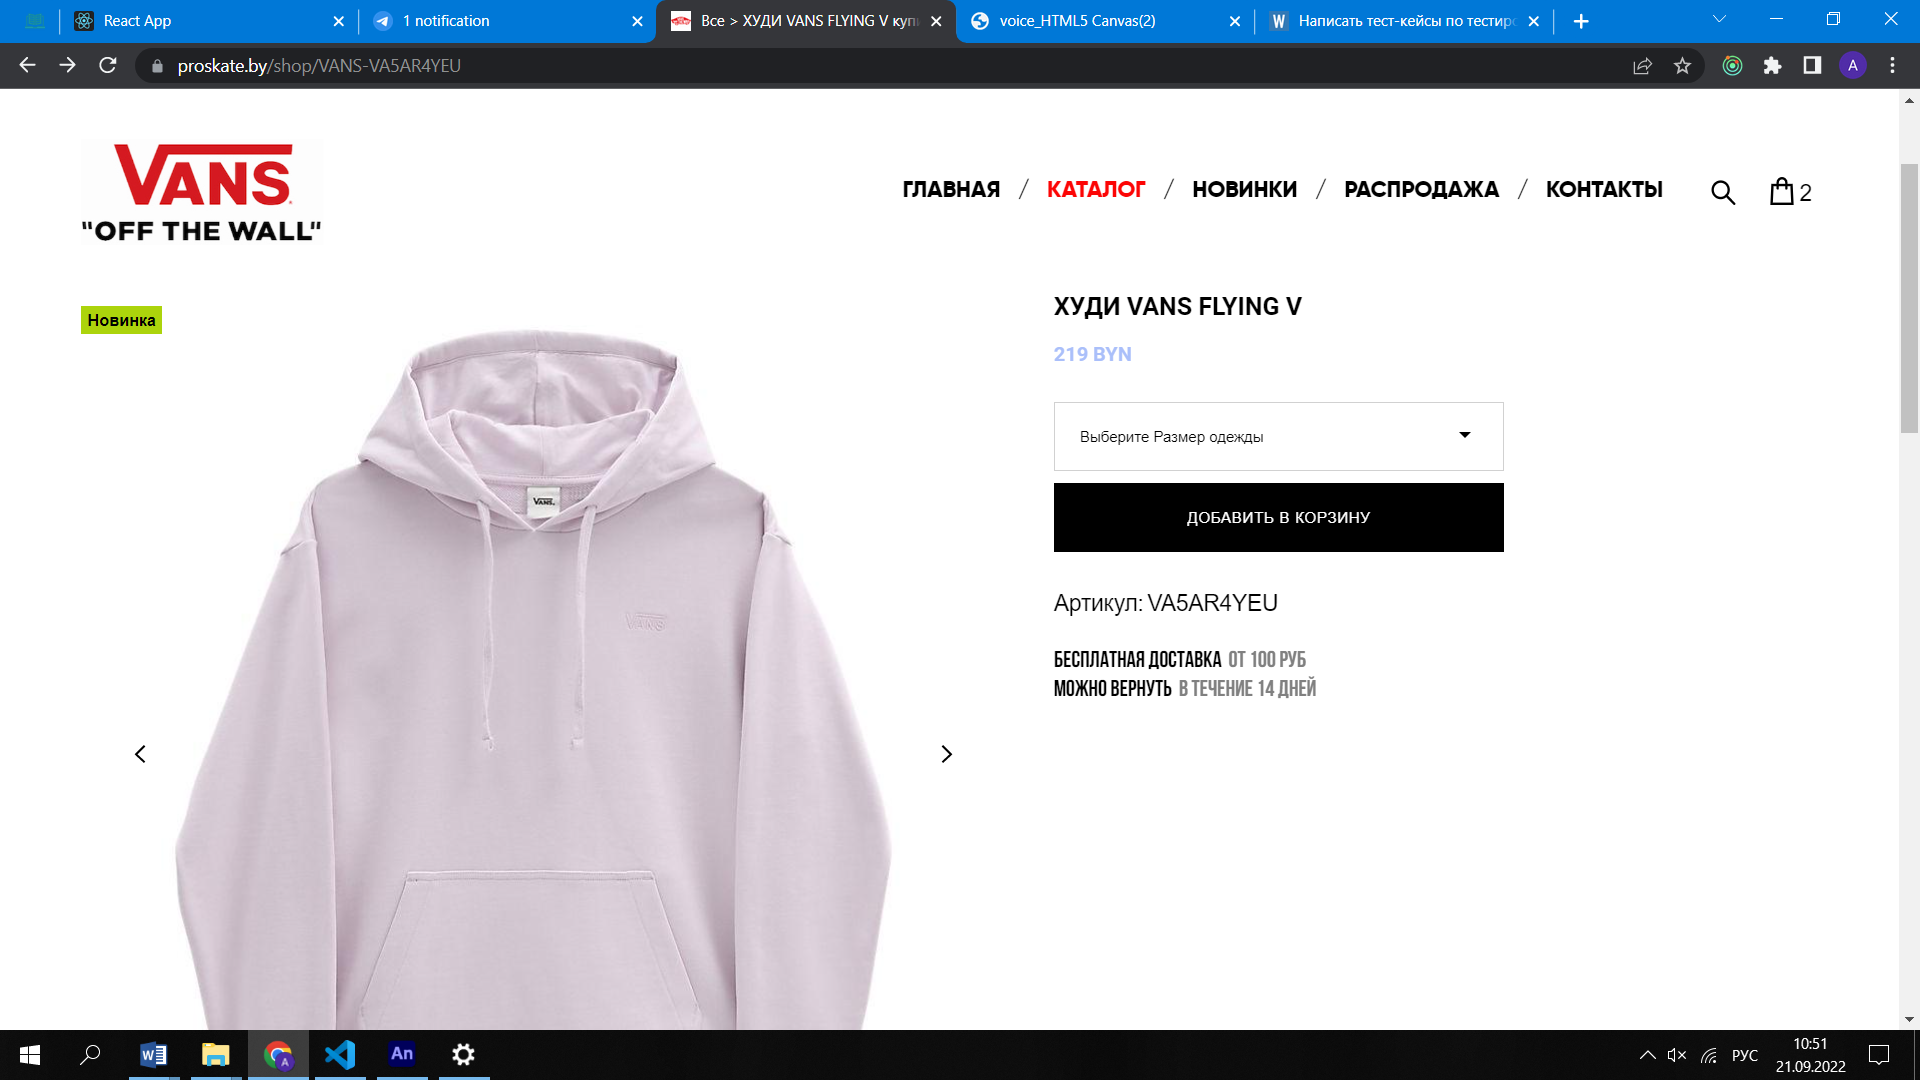 React App
1 notification
Все > ХУДИ VANS FLYING V куп
voice_HTML5 Canvas(2)
Написать тест-кейсы по тестиро
proskate.by/shop/VANS-VA5AR4YEU
A
VANS
"OFF THE WALL"
ГЛАВНАЯ / КАТАЛОГ / НОВИНКИ / РАСПРОДАЖА / КОНТАКТЫ
2
Новинка
ХУДИ VANS FLYING V
219 BYN
Выберите Размер одежды
ДОБАВИТЬ В КОРЗИНУ
Артикул: VA5AR4YEU
БЕСПЛАТНАЯ ДОСТАВКА ОТ 100 РУБ
МОЖНО ВЕРНУТЬ В ТЕЧЕНИЕ 14 ДНЕЙ
VANS
VANS
An
РУС
10:51
21.09.2022